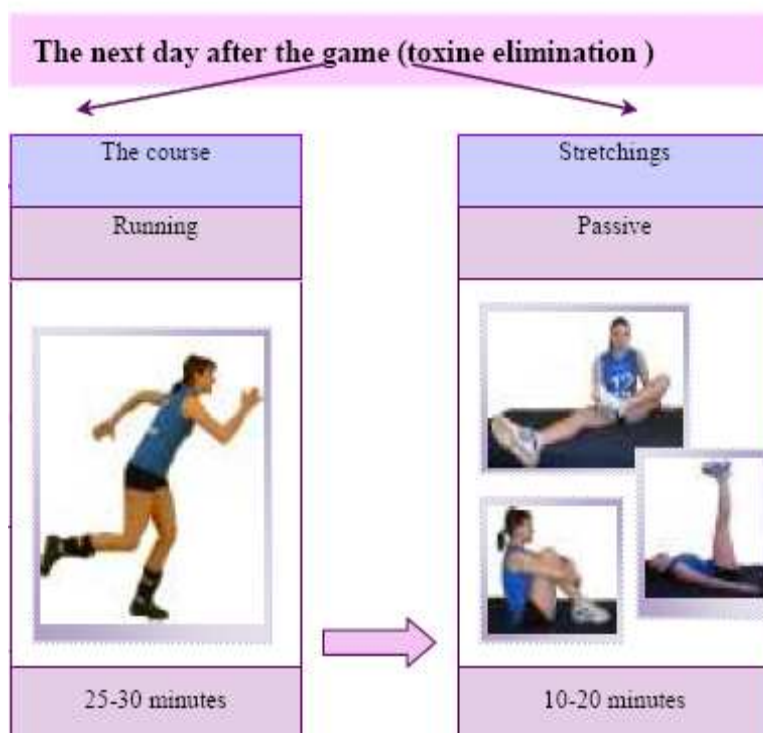 The next day after the game (toxine elimination )
The course
Running
25-30 minutes
Stretchings
Passive
10-20 minutes